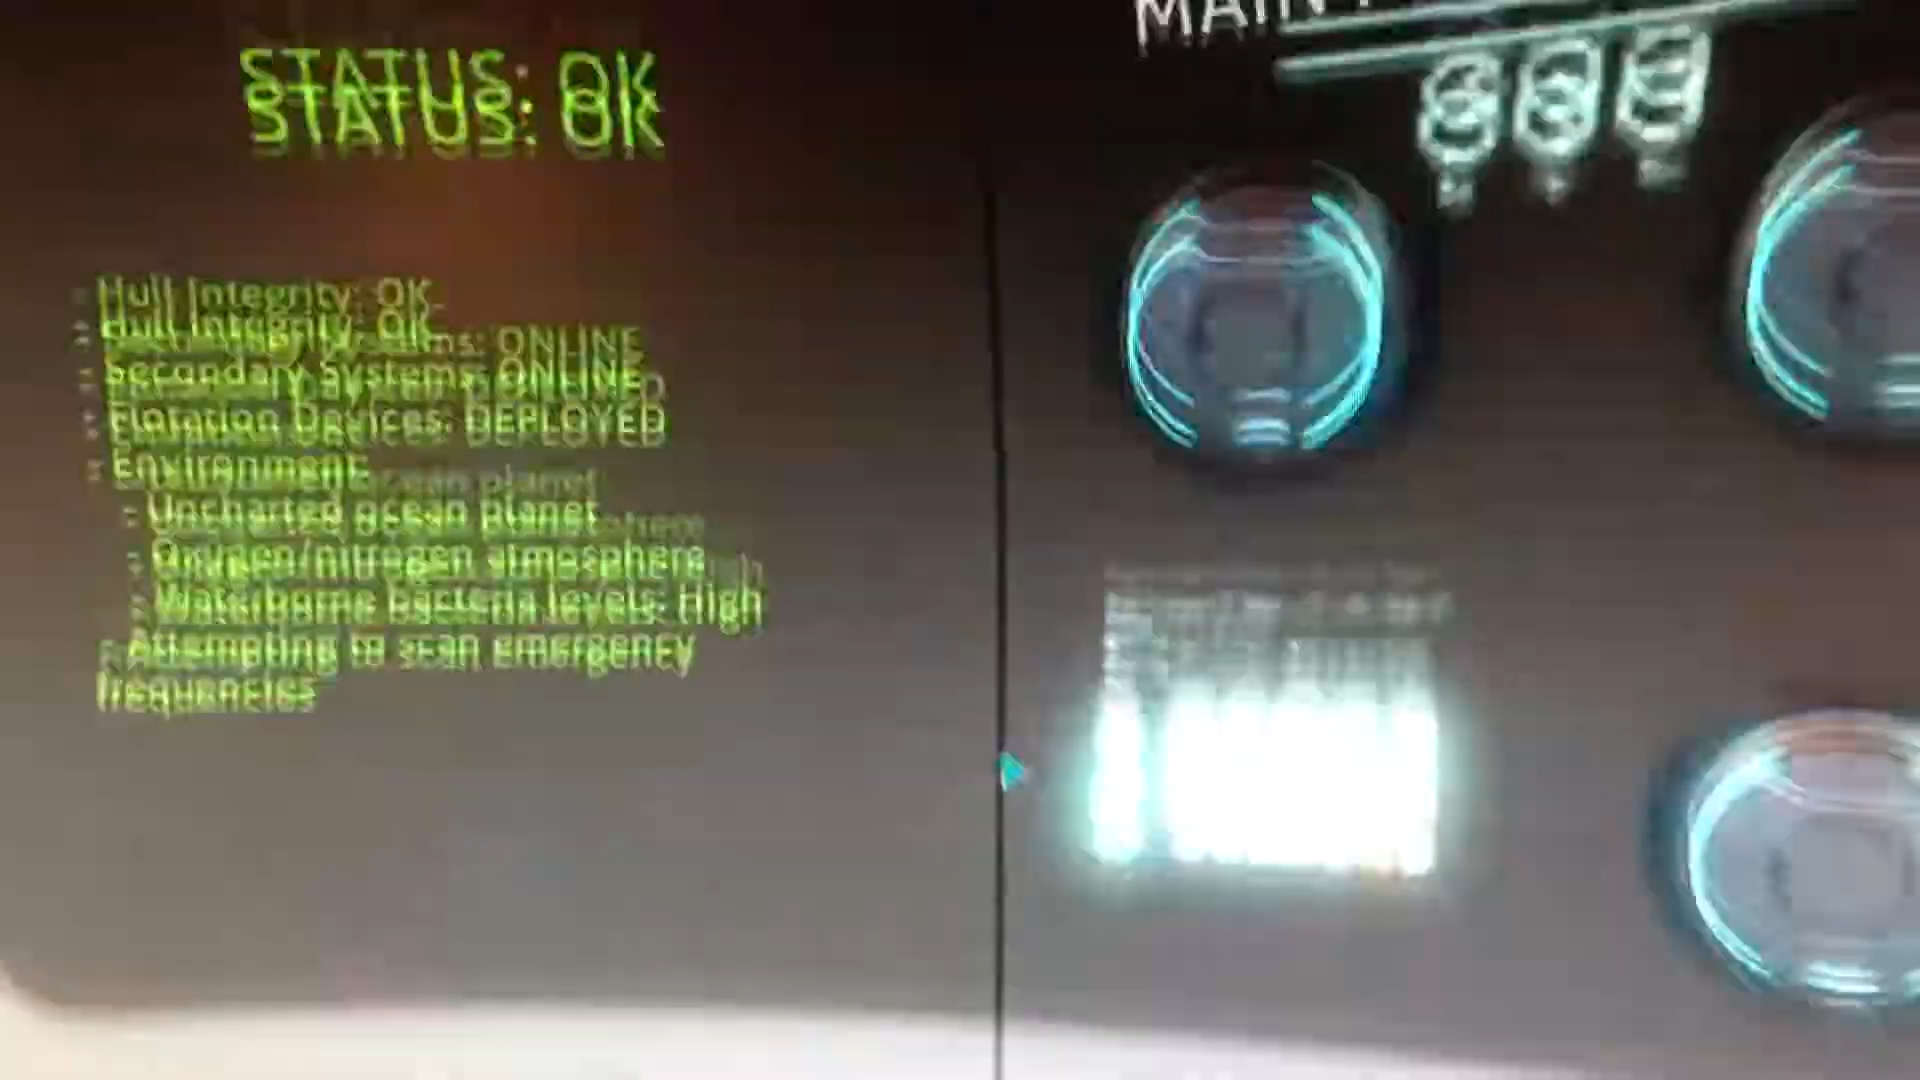 STATUS: OK
- Hull Integrity: OK
- Secondary Systems: ONLINE
- Flotation Devices: DEPLOYED
- Environment:
- Uncharted ocean planet
- Oxygen/nitrogen atmosphere
- Waterborne bacteria levels: High
- Attempting to scan emergency
frequencies
MAIN